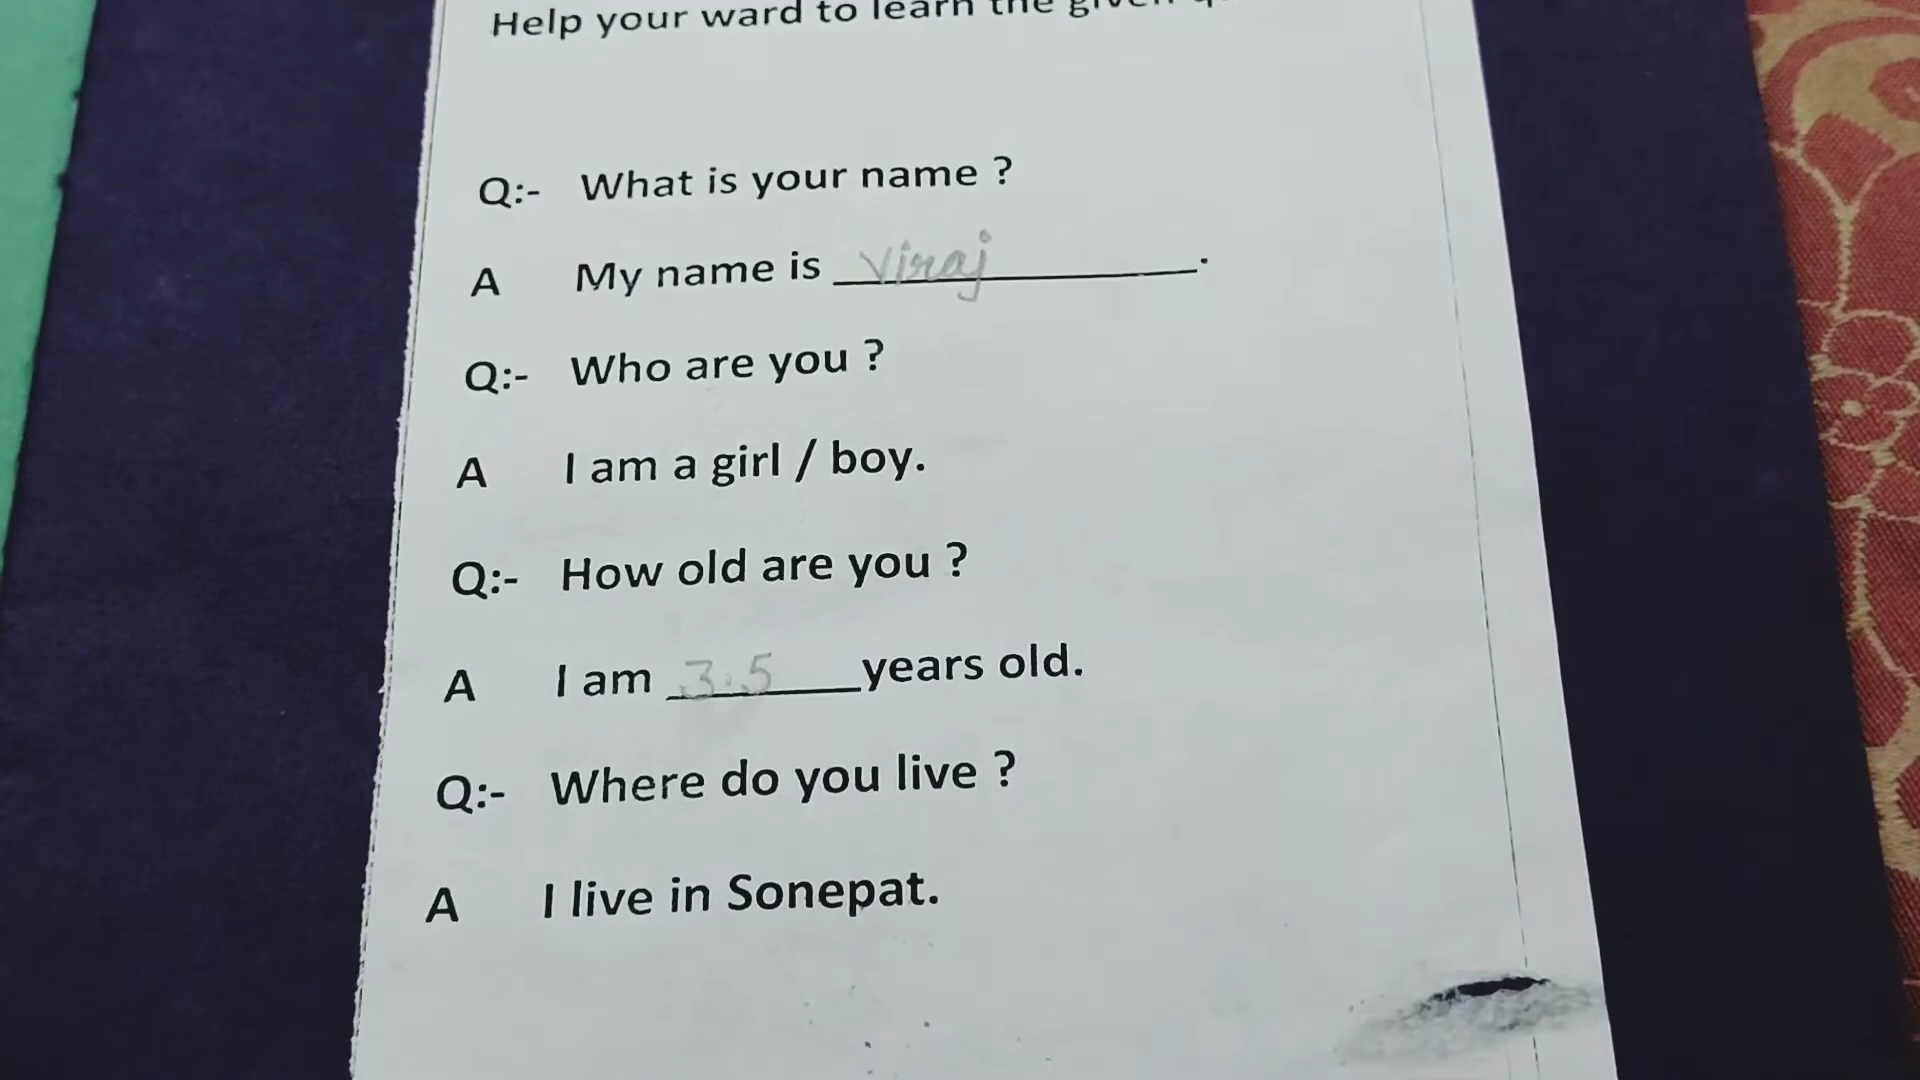 Help your ward to learn the given
Q:- What is your name ?
A My name is Viraj.
Q:- Who are you ?
A I am a girl / boy.
Q:- How old are you ?
A I am 3.5 years old.
Q:- Where do you live ?
A I live in Sonepat.